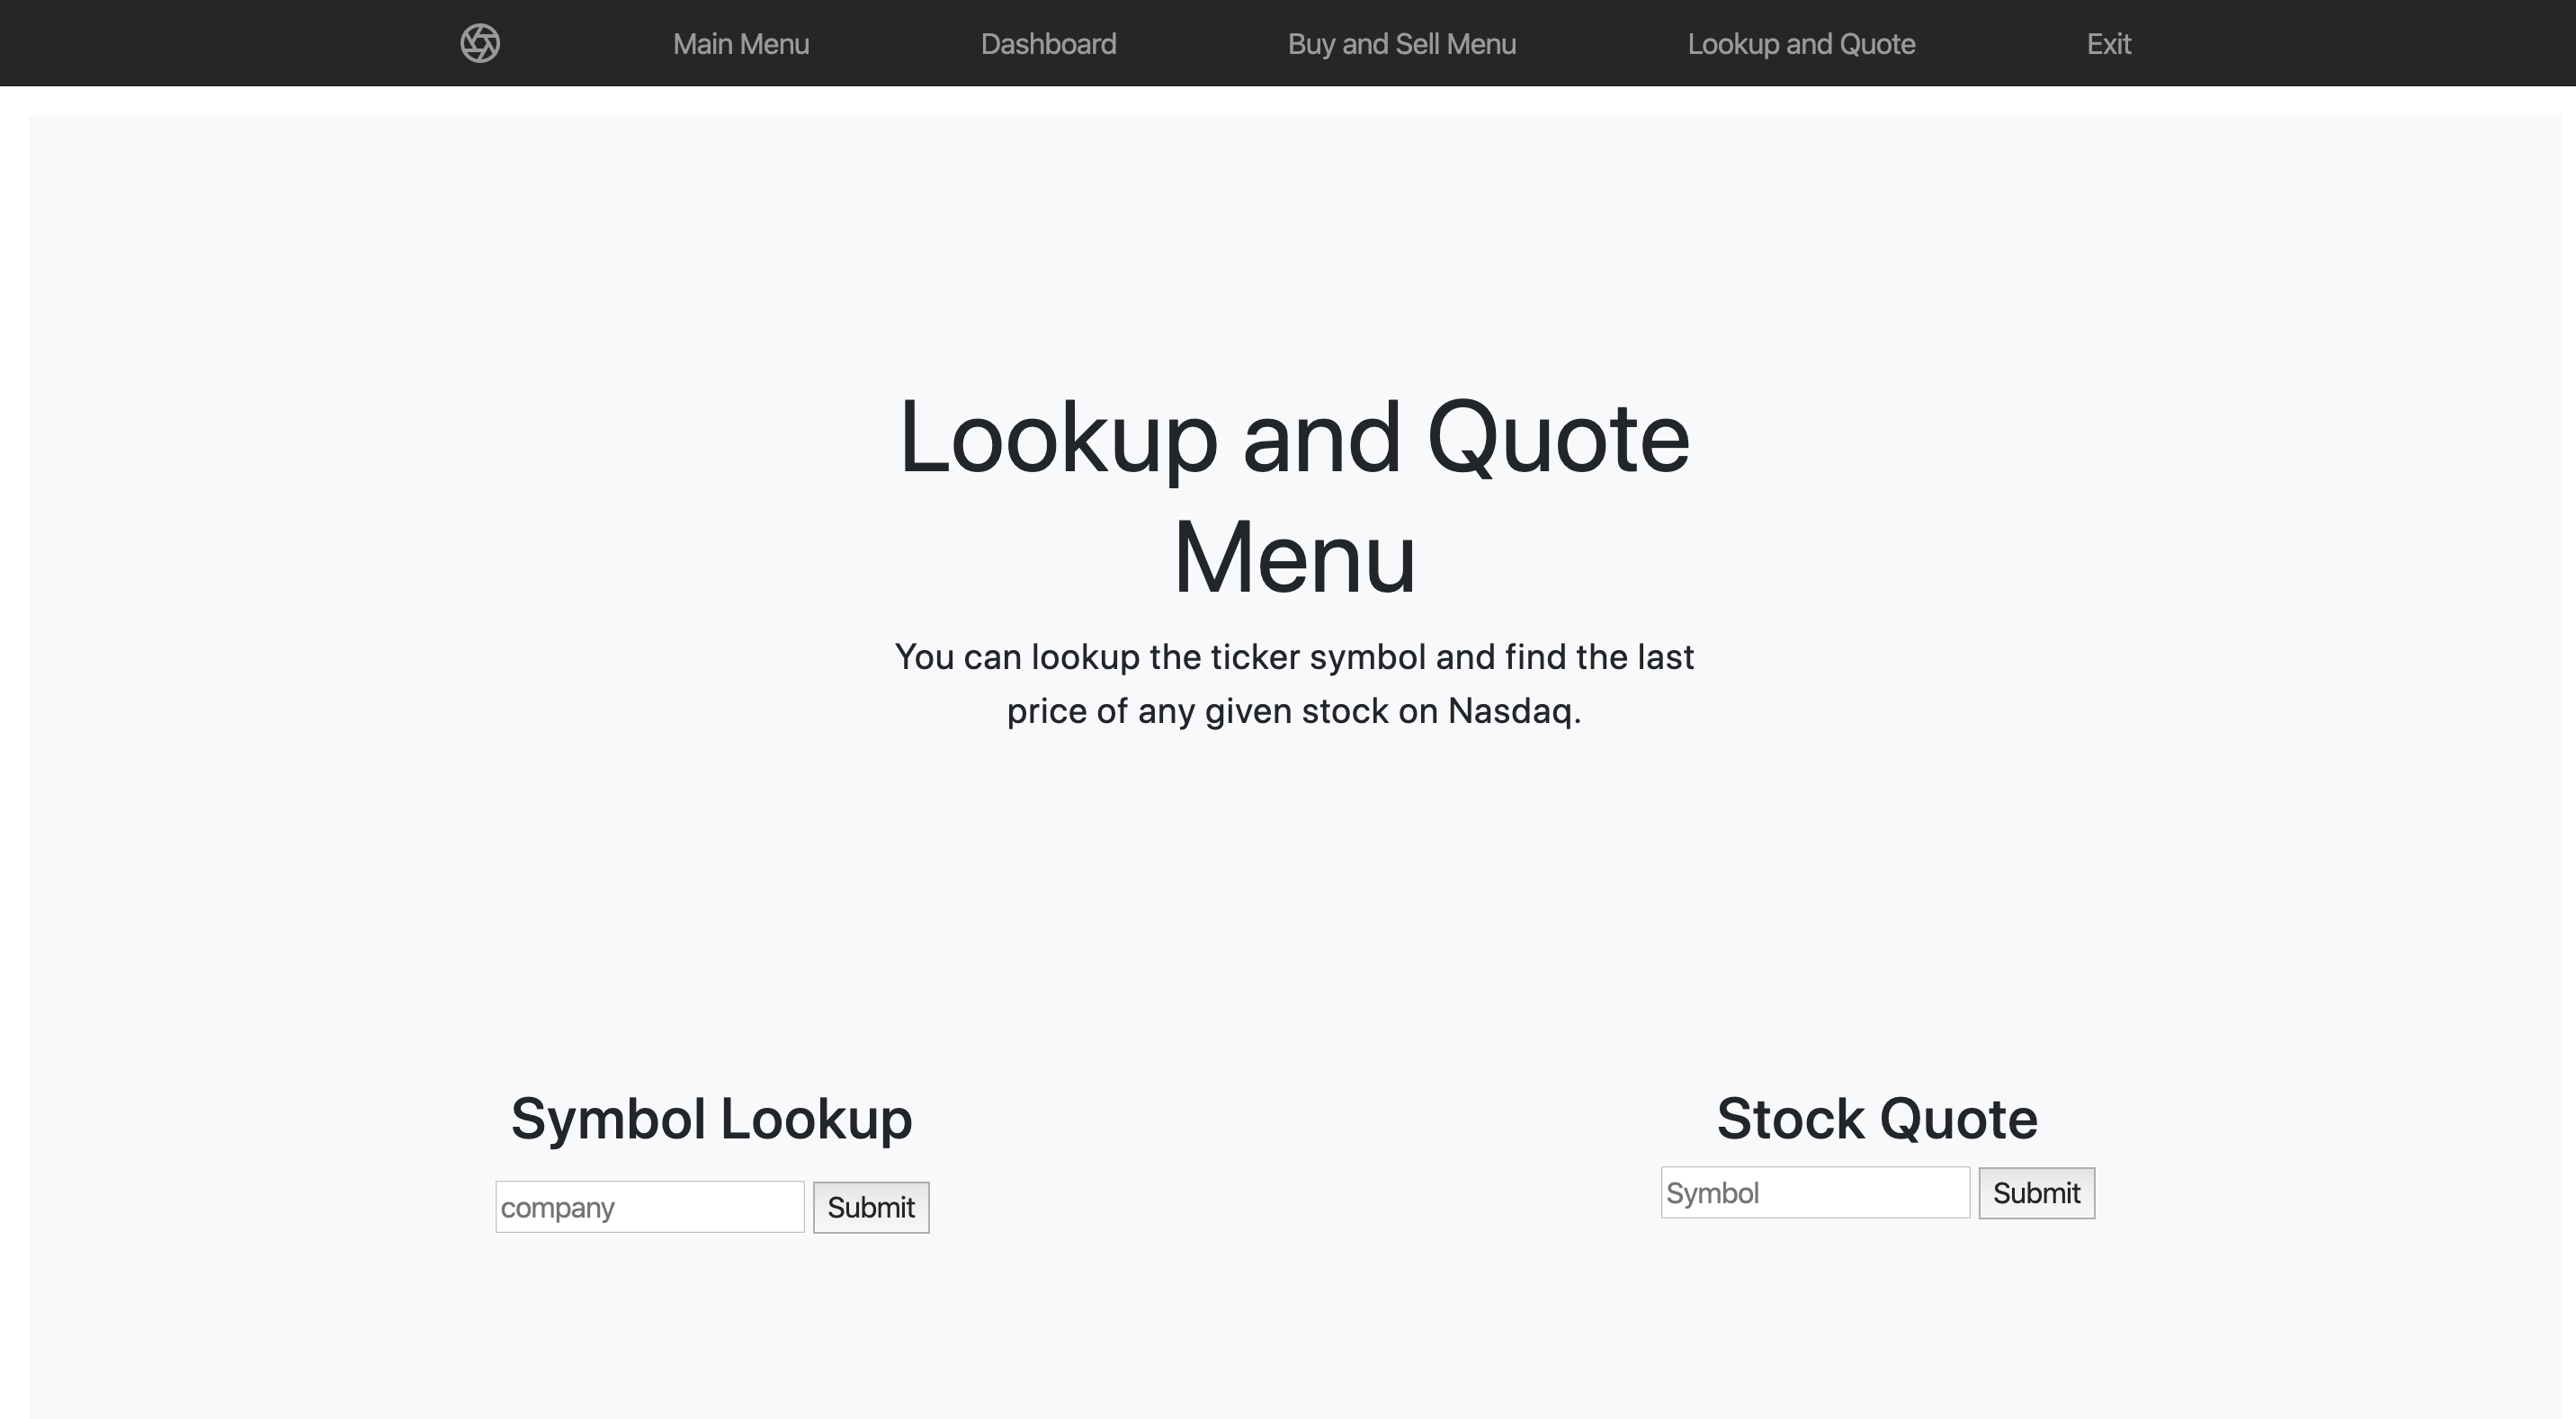 Main Menu Dashboard Buy and Sell Menu Lookup and Quote Exit
Lookup and Quote
Menu
You can lookup the ticker symbol and find the last
price of any given stock on Nasdaq.
Symbol Lookup
company Submit
Stock Quote
Symbol Submit